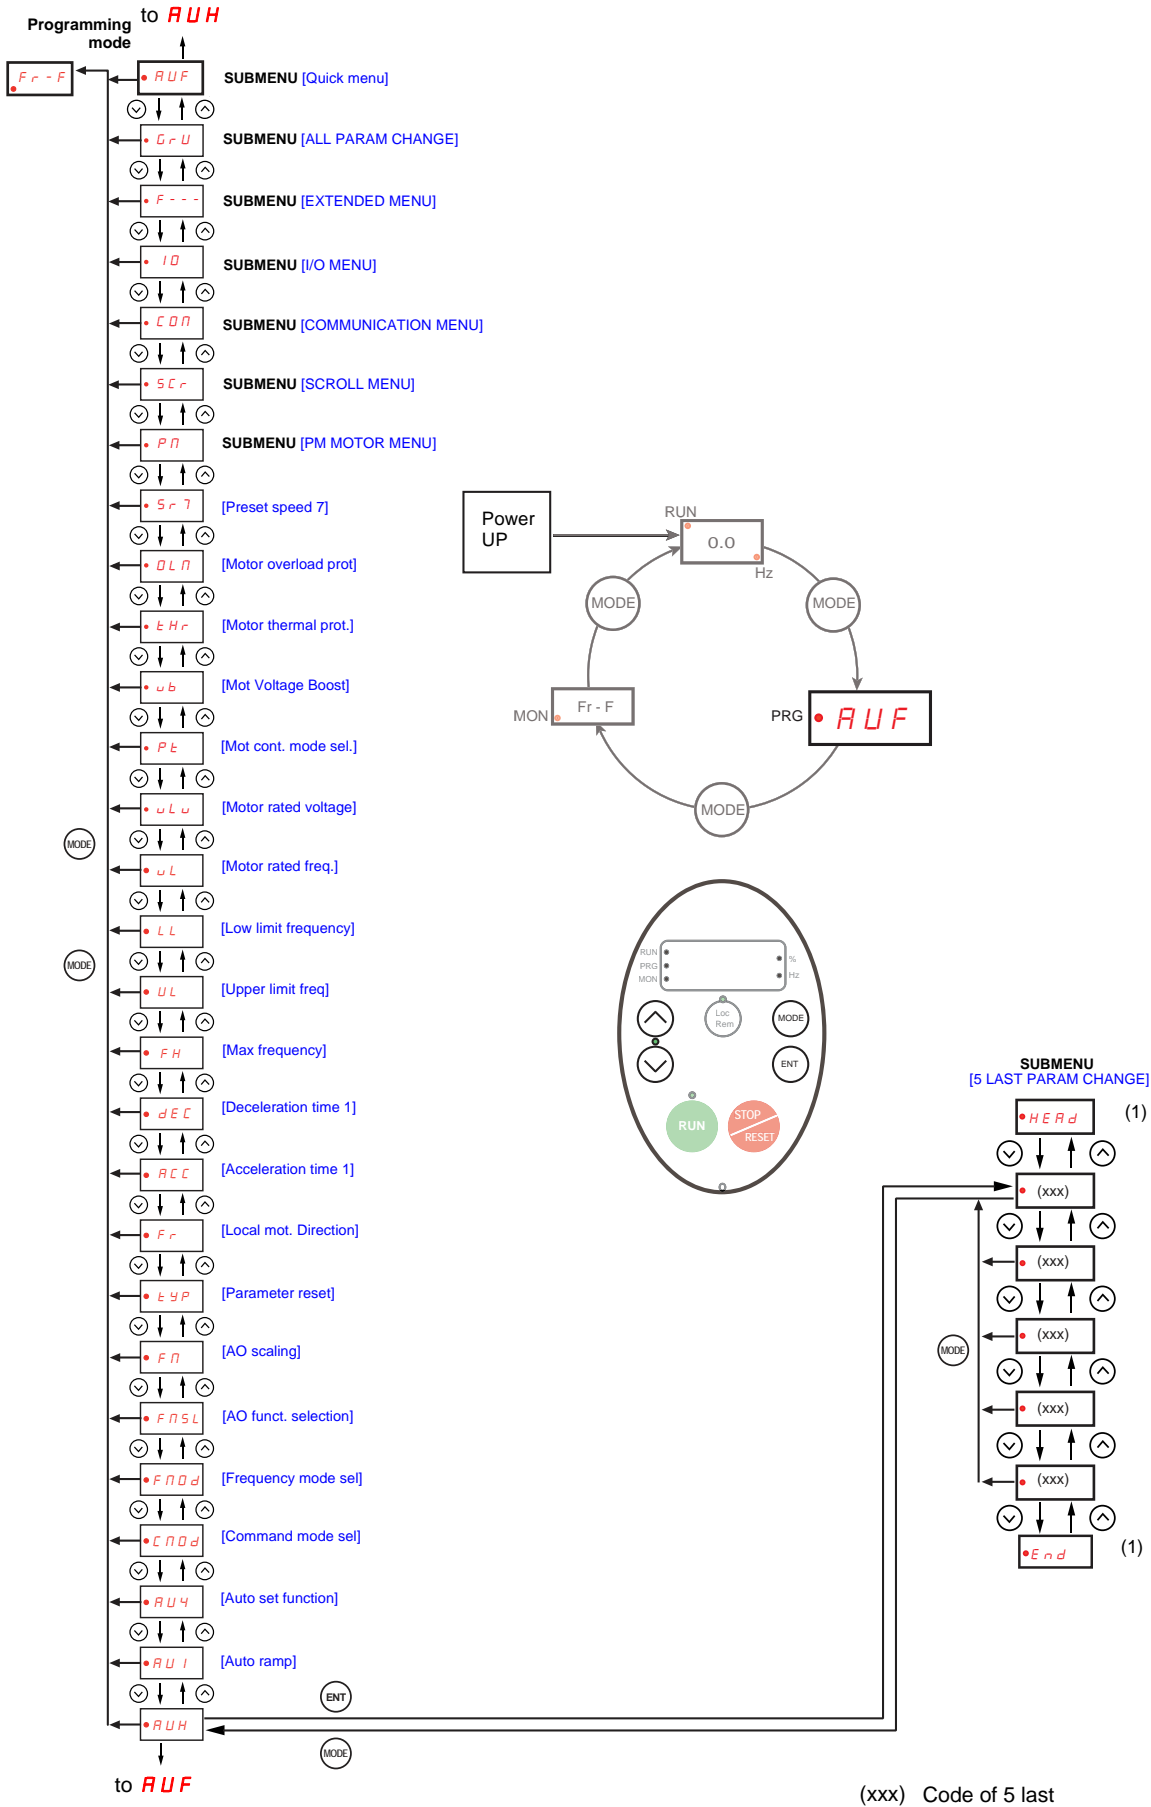 Programming
mode
to AUH
Fr-F
AUF
SUBMENU [Quick menu]
GrU
SUBMENU [ALL PARAM CHANGE]
F---
SUBMENU [EXTENDED MENU]
IO
SUBMENU [I/O MENU]
COM
SUBMENU [COMMUNICATION MENU]
SCr
SUBMENU [SCROLL MENU]
PM
SUBMENU [PM MOTOR MENU]
Sr7
[Preset speed 7]
OLM
[Motor overload prot]
tHr
[Motor thermal prot.]
ub
[Mot Voltage Boost]
Pt
[Mot cont. mode sel.]
uLu
[Motor rated voltage]
MODE
uL
[Motor rated freq.]
LL
[Low limit frequency]
MODE
UL
[Upper limit freq]
FH
[Max frequency]
dEC
[Deceleration time 1]
ACC
[Acceleration time 1]
Fr
[Local mot. Direction]
tYP
[Parameter reset]
FM
[AO scaling]
FMSL
[AO funct. selection]
FMOd
[Frequency mode sel]
CMOd
[Command mode sel]
AU4
[Auto set function]
AU1
[Auto ramp]
AUH
ENT
MODE
to AUF
Power
UP
RUN
0.0
Hz
MODE
MODE
MON
Fr - F
PRG
AUF
MODE
RUN
PRG
MON
%
Hz
Loc
Rem
MODE
ENT
RUN
STOP
RESET
SUBMENU
[5 LAST PARAM CHANGE]
HEAd
(1)
(xxx)
(xxx)
(xxx)
MODE
(xxx)
(xxx)
End
(1)
(xxx) Code of 5 last